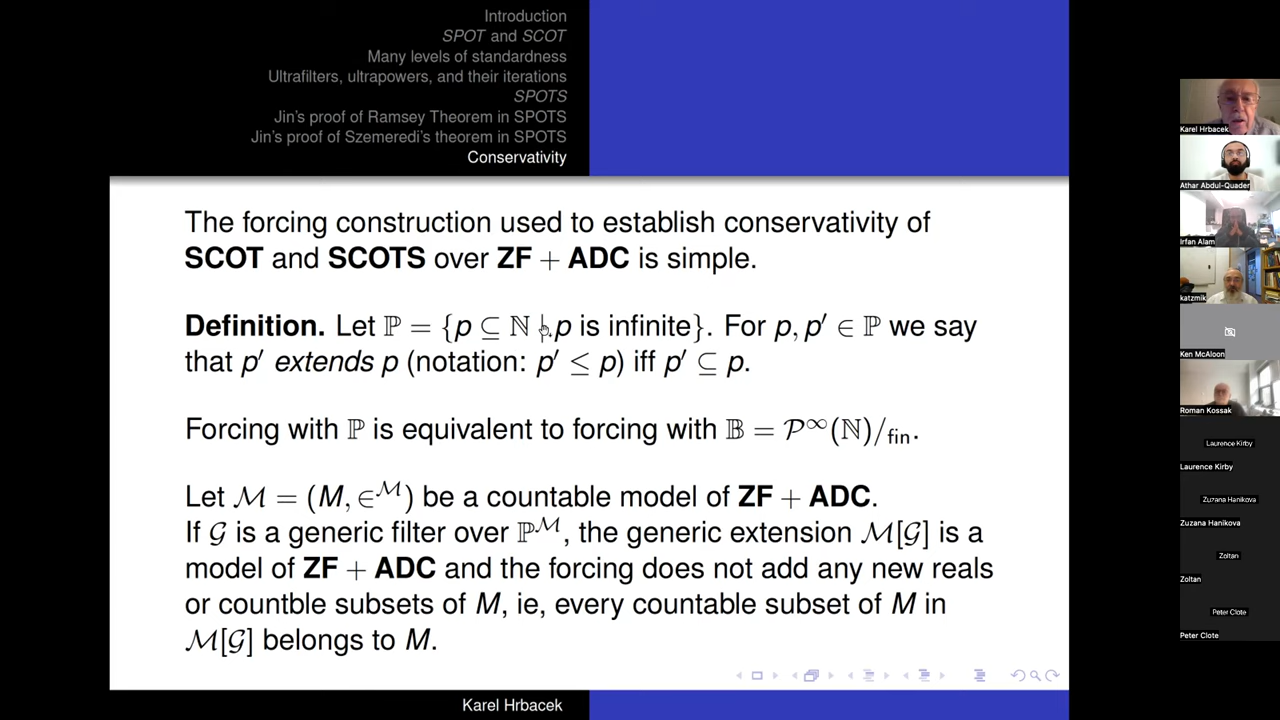 Introduction
SPOT and SCOT
Many levels of standardness
Ultrafilters, ultrapowers, and their iterations
SPOTS
Jin's proof of Ramsey Theorem in SPOTS
Jin's proof of Szemeredi's theorem in SPOTS
Conservativity
The forcing construction used to establish conservativity of
SCOT and SCOTS over ZF + ADC is simple.
Definition. Let ℙ = {p ⊆ ℕ | p is infinite}. For p, p′ ∈ ℙ we say
that p′ extends p (notation: p′ ≤ p) iff p′ ⊆ p.
Forcing with ℙ is equivalent to forcing with 𝔹 = 𝒫^∞(ℕ)/fin.
Let ℳ = (M, ∈^ℳ) be a countable model of ZF + ADC.
If 𝒢 is a generic filter over ℙ^ℳ, the generic extension ℳ[𝒢] is a
model of ZF + ADC and the forcing does not add any new reals
or countble subsets of M, ie, every countable subset of M in
ℳ[𝒢] belongs to M.
Karel Hrbacek
Karel Hrbacek
Athar Abdul-Quader
Irfan Alam
katzmik
Ken McAloon
Roman Kossak
Laurence Kirby
Laurence Kirby
Zuzana Hanikova
Zuzana Hanikova
Zoltan
Zoltan
Peter Clote
Peter Clote